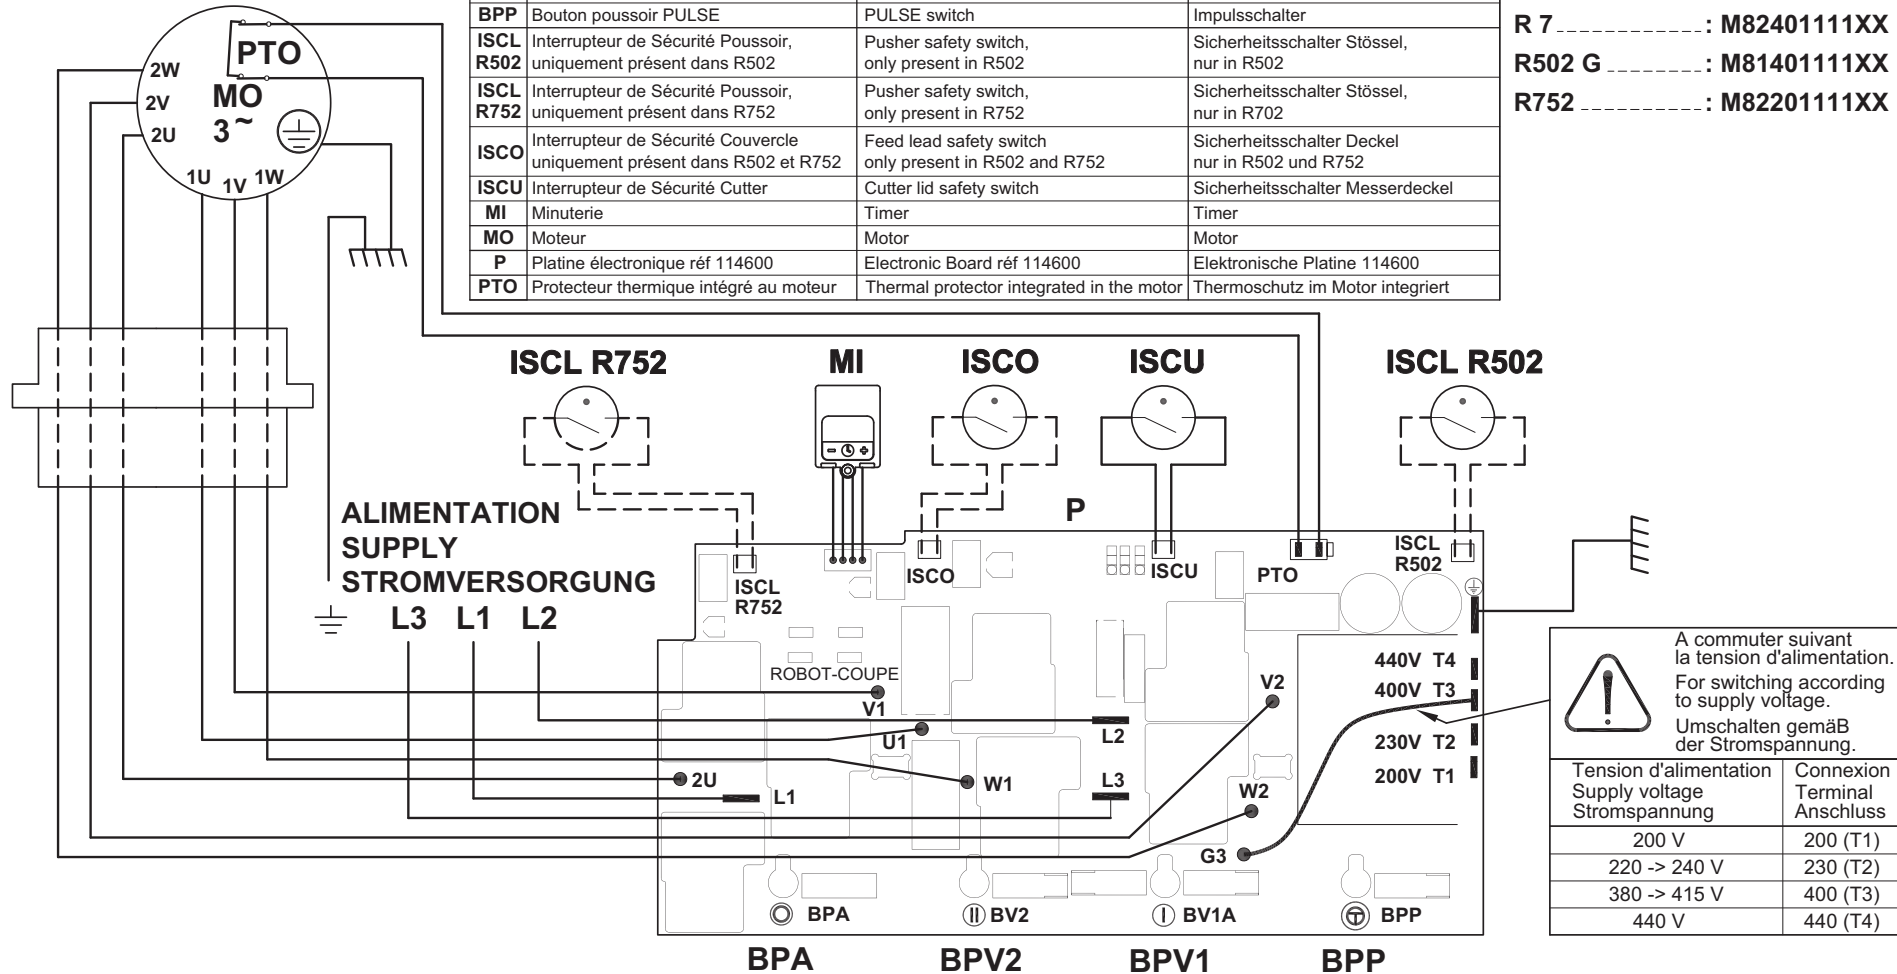 BPP Bouton poussoir PULSE PULSE switch Impulsschalter
ISCL R502 Interrupteur de Sécurité Poussoir, Pusher safety switch, Sicherheitsschalter Stössel,
uniquement présent dans R502 only present in R502 nur in R502
ISCL R752 Interrupteur de Sécurité Poussoir, Pusher safety switch, Sicherheitsschalter Stössel,
uniquement présent dans R752 only present in R752 nur in R702
ISCO Interrupteur de Sécurité Couvercle Feed lead safety switch Sicherheitsschalter Deckel
uniquement présent dans R502 et R752 only present in R502 and R752 nur in R502 und R752
ISCU Interrupteur de Sécurité Cutter Cutter lid safety switch Sicherheitsschalter Messerdeckel
MI Minuterie Timer Timer
MO Moteur Motor Motor
P Platine électronique réf 114600 Electronic Board réf 114600 Elektronische Platine 114600
PTO Protecteur thermique intégré au moteur Thermal protector integrated in the motor Thermoschutz im Motor integriert
R 7 : M82401111XX
R502 G : M81401111XX
R752 : M82201111XX
PTO
2W
MO
2V
3~
2U
1U 1V 1W
ISCL R752 MI ISCO ISCU ISCL R502
- +
P
ALIMENTATION
SUPPLY
STROMVERSORGUNG
L3 L1 L2
ISCL
R752
ISCO
ISCU
PTO
ISCL
R502
ROBOT-COUPE
V1
U1
2U
L1
W1
L2
L3
V2
W2
G3
440V T4
400V T3
230V T2
200V T1
BPA BV2 BV1A BPP
BPA BPV2 BPV1 BPP
A commuter suivant
la tension d'alimentation.
For switching according
to supply voltage.
Umschalten gemäB
der Stromspannung.
Tension d'alimentation Connexion
Supply voltage Terminal
Stromspannung Anschluss
200 V 200 (T1)
220 -> 240 V 230 (T2)
380 -> 415 V 400 (T3)
440 V 440 (T4)